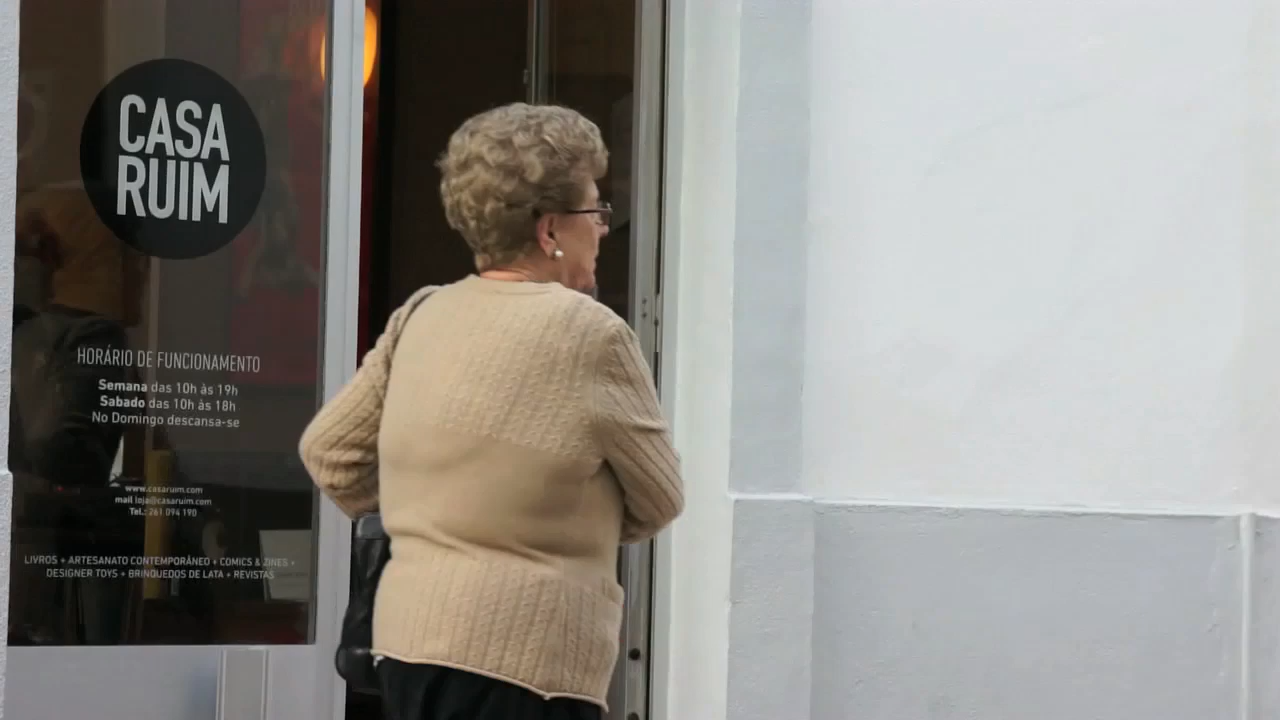 CASA
RUIM
HORÁRIO DE FUNCIONAMENTO
Semana das 10h às 19h
Sabado das 10h às 18h
No Domingo descansa-se
www.casaruim.com
mail loja@casaruim.com
Tel.: 261 094 190
LIVROS + ARTESANATO CONTEMPORÂNEO + COMICS & ZINES +
DESIGNER TOYS + BRINQUEDOS DE LATA + REVISTAS